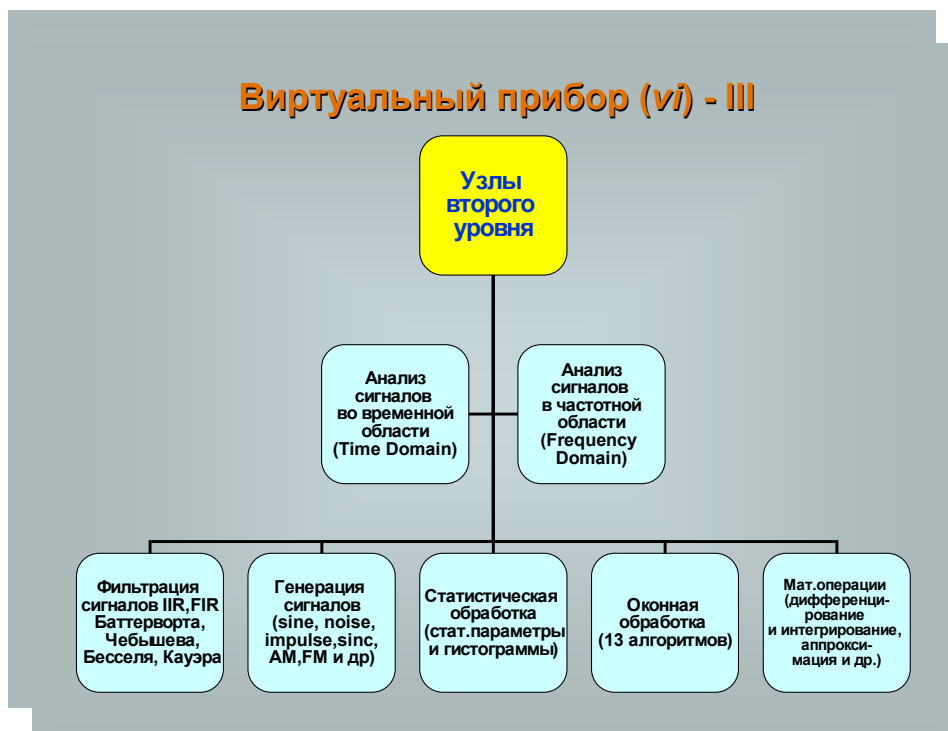 Виртуальный прибор (vi) - III
Узлы
второго
уровня
Анализ
сигналов
во временной
области
(Time Domain)
Анализ
сигналов
в частотной
области
(Frequency
Domain)
Фильтрация
сигналов IIR,FIR
Баттерворта,
Чебышева,
Бесселя, Кауэра
Генерация
сигналов
(sine, noise,
impulse,sinc,
AM,FM и др)
Статистическая
обработка
(стат.параметры
и гистограммы)
Оконная
обработка
(13 алгоритмов)
Мат.операции
(дифференци-
рование
и интегрирование,
аппрокси-
мация и др.)